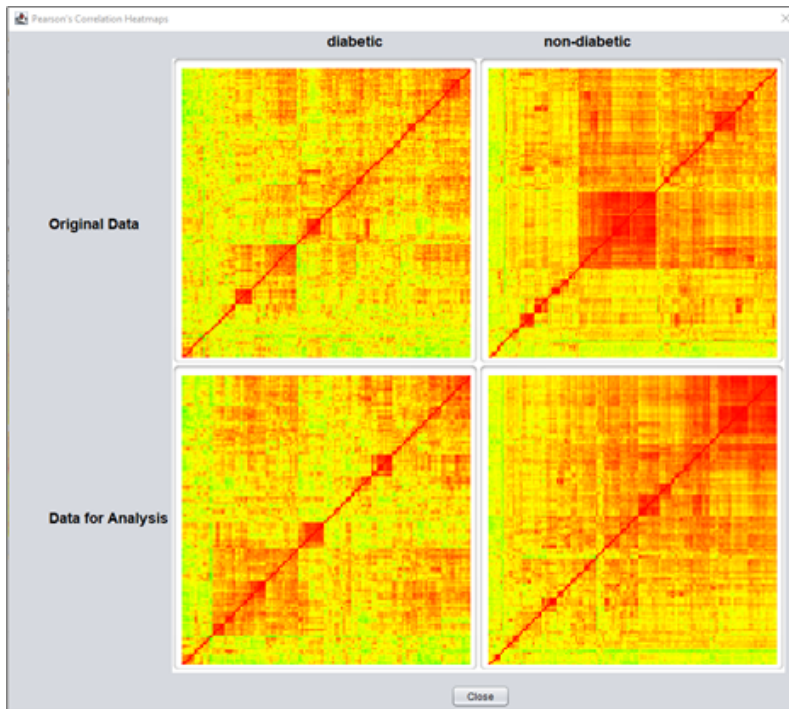 Pearson's Correlation Heatmaps
diabetic non-diabetic
Original Data
Data for Analysis
Close